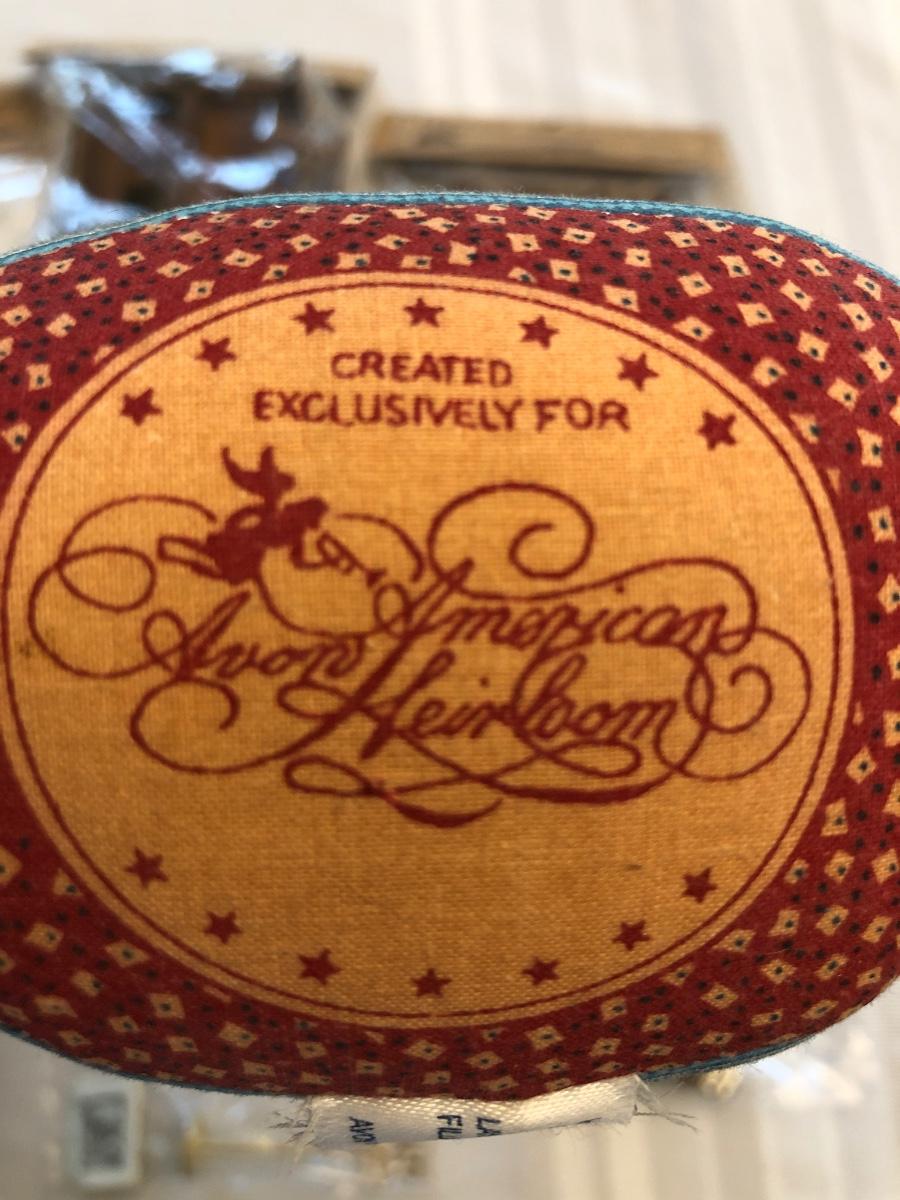 CREATED
EXCLUSIVELY FOR
Avon American
Heirloom